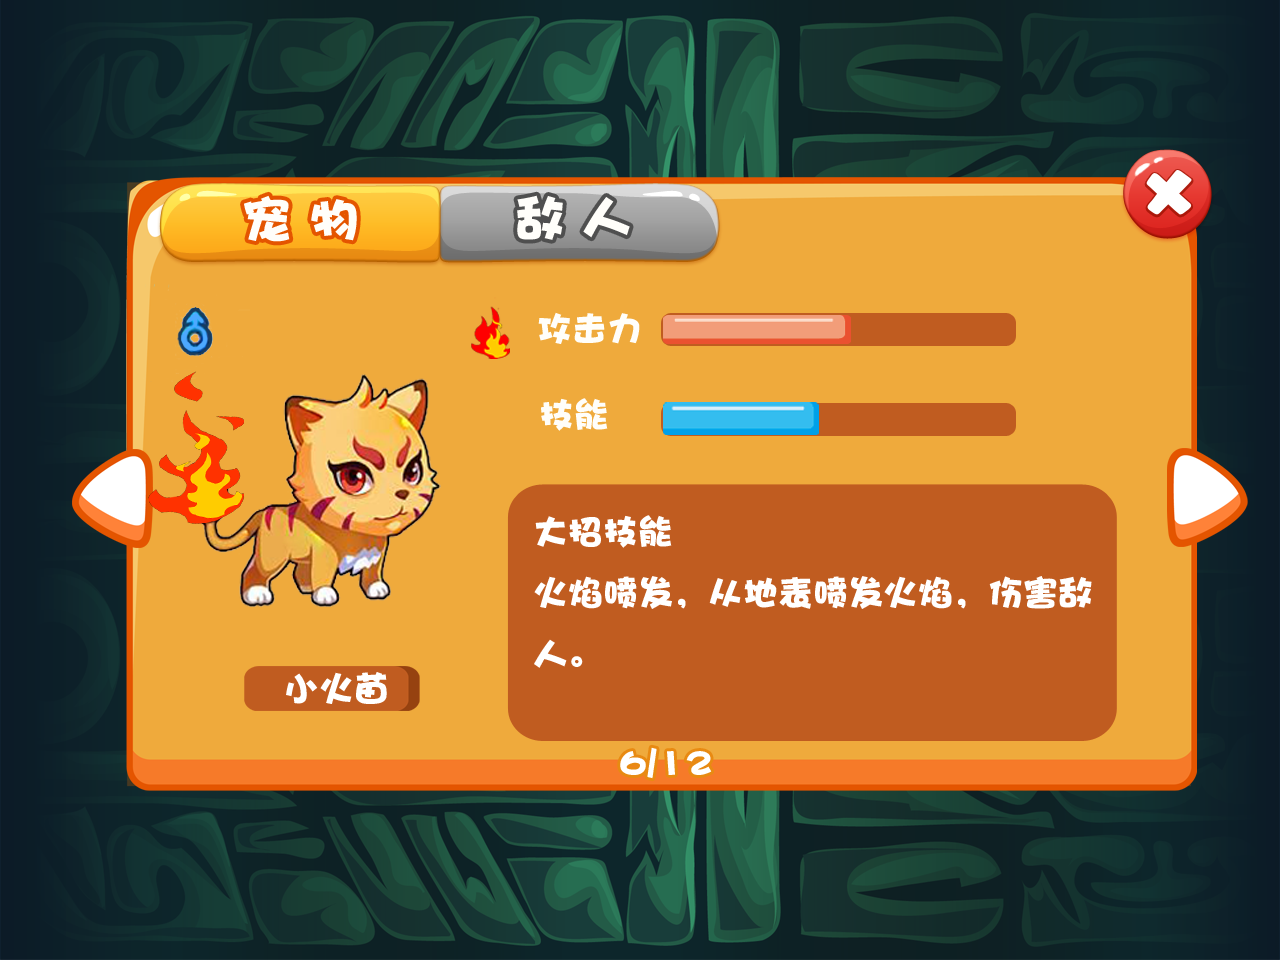 宠物 敌人
攻击力
技能
大招技能
火焰喷发，从地表喷发火焰，伤害敌
人。
小火苗
6/12